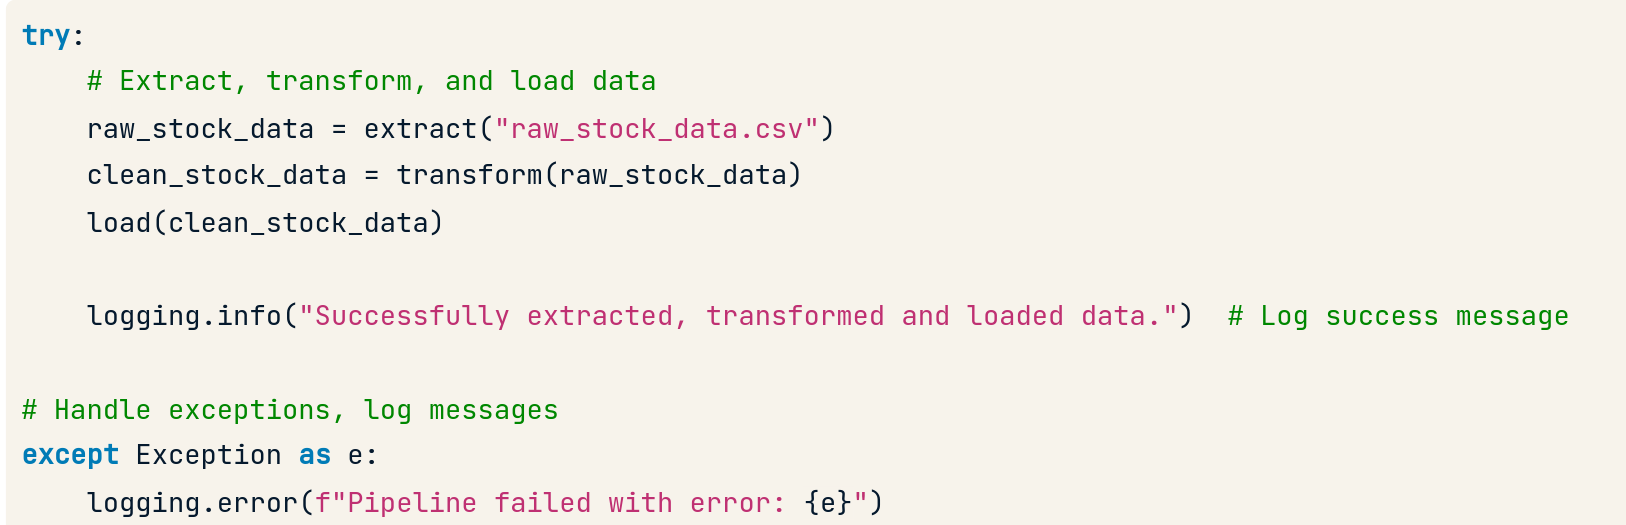 try:
    # Extract, transform, and load data
    raw_stock_data = extract("raw_stock_data.csv")
    clean_stock_data = transform(raw_stock_data)
    load(clean_stock_data)
    logging.info("Successfully extracted, transformed and loaded data.")  # Log success message
# Handle exceptions, log messages
except Exception as e:
    logging.error(f"Pipeline failed with error: {e}")